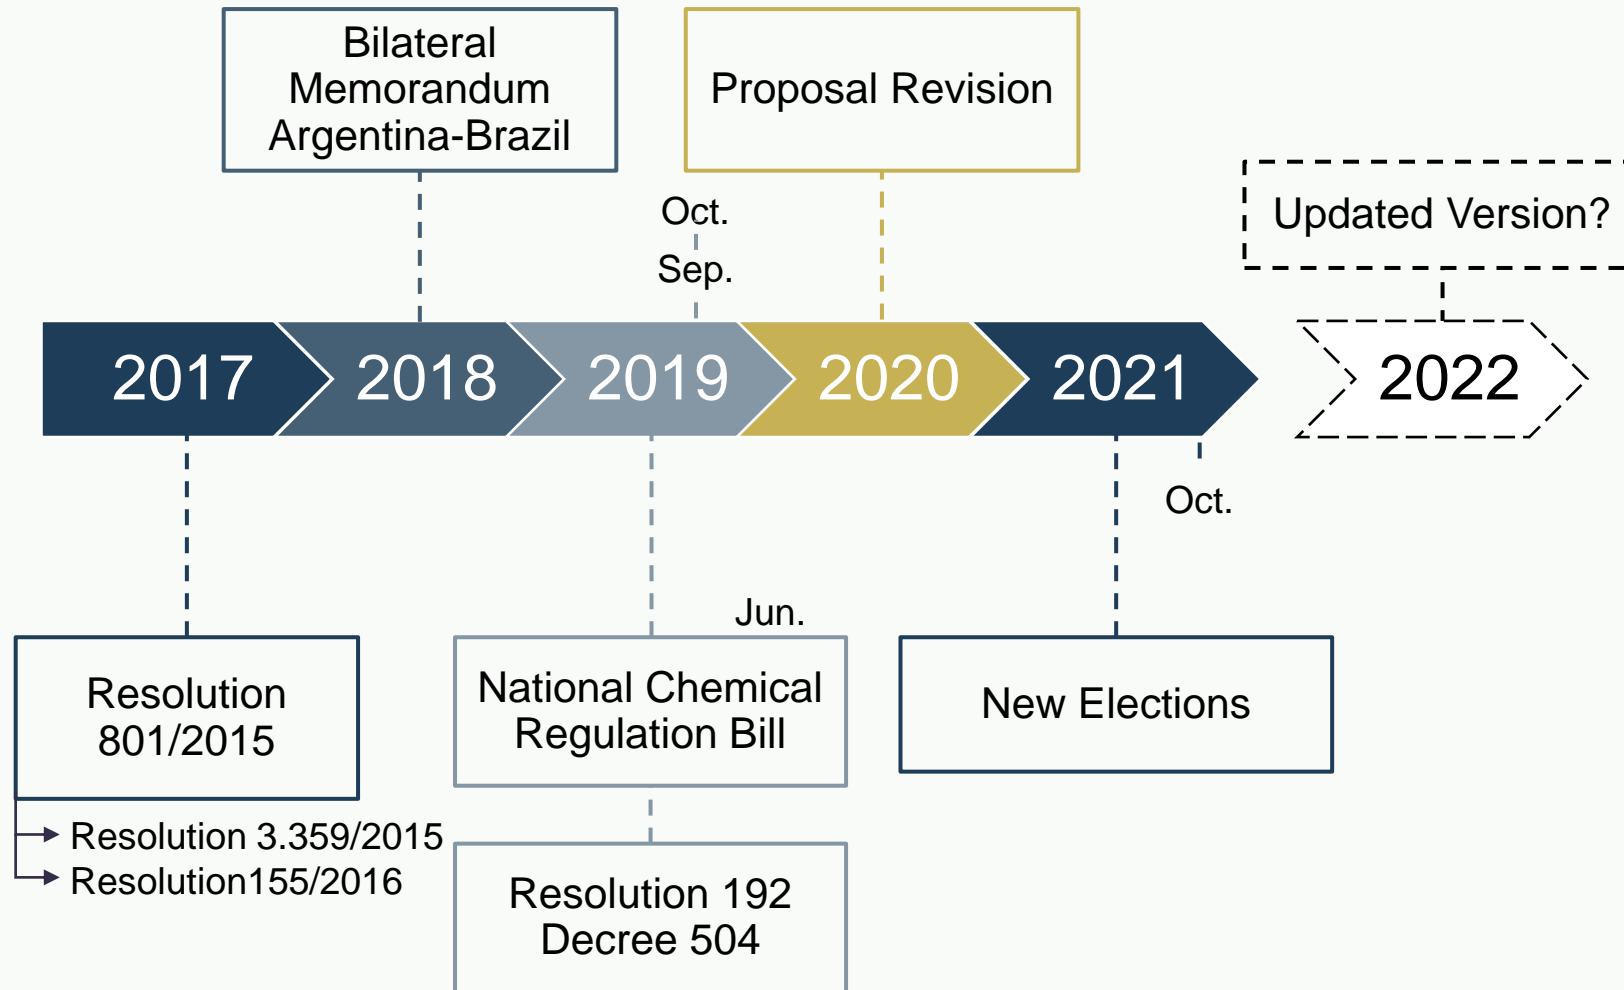 Bilateral
Memorandum
Argentina-Brazil
Proposal Revision
Oct.
Sep.
Updated Version?
2017
2018
2019
2020
2021
2022
Oct.
Jun.
Resolution
801/2015
National Chemical
Regulation Bill
New Elections
Resolution 3.359/2015
Resolution155/2016
Resolution 192
Decree 504